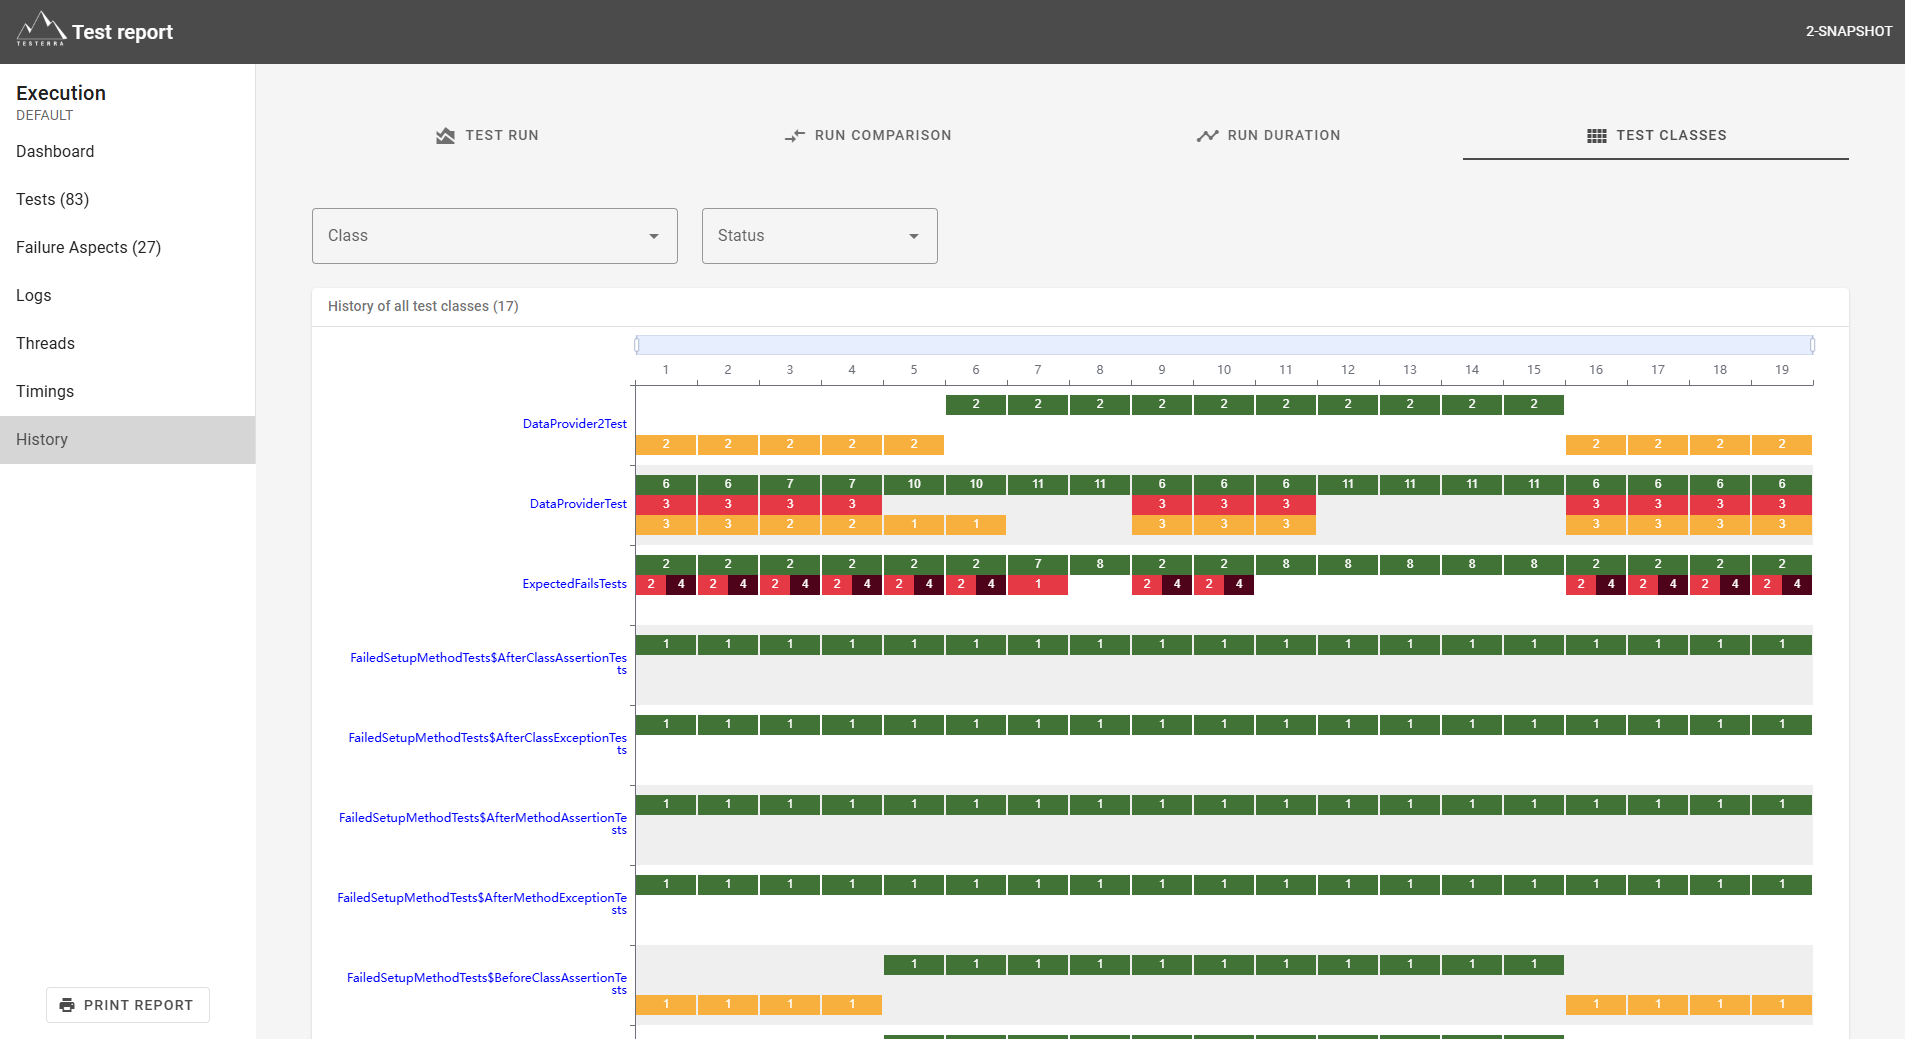 TESTERRA
Test report
2-SNAPSHOT
Execution
DEFAULT
Dashboard
Tests (83)
Failure Aspects (27)
Logs
Threads
Timings
History
PRINT REPORT
TEST RUN
RUN COMPARISON
RUN DURATION
TEST CLASSES
Class
Status
History of all test classes (17)
1 2 3 4 5 6 7 8 9 10 11 12 13 14 15 16 17 18 19
2 2 2 2 2 2 2 2 2 2
DataProvider2Test
2 2 2 2 2 2 2 2 2
6 6 7 7 10 10 11 11 6 6 6 11 11 11 11 6 6 6 6
DataProviderTest
3 3 3 3 3 3 3 3 3 3 3
3 3 2 2 1 1 3 3 3 3 3 3 3
2 2 2 2 2 2 7 8 2 2 8 8 8 8 8 2 2 2 2
ExpectedFailsTests
2 4 2 4 2 4 2 4 2 4 2 4 1 2 4 2 4 2 4 2 4 2 4 2 4
1 1 1 1 1 1 1 1 1 1 1 1 1 1 1 1 1 1 1
FailedSetupMethodTests$AfterClassAssertionTes
ts
1 1 1 1 1 1 1 1 1 1 1 1 1 1 1 1 1 1 1
FailedSetupMethodTests$AfterClassExceptionTes
ts
1 1 1 1 1 1 1 1 1 1 1 1 1 1 1 1 1 1 1
FailedSetupMethodTests$AfterMethodAssertionTe
sts
1 1 1 1 1 1 1 1 1 1 1 1 1 1 1 1 1 1 1
FailedSetupMethodTests$AfterMethodExceptionTe
sts
1 1 1 1 1 1 1 1 1 1 1
FailedSetupMethodTests$BeforeClassAssertionTe
sts
1 1 1 1 1 1 1 1